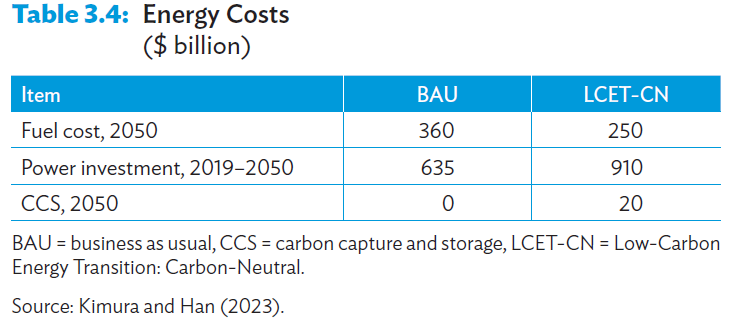 Table 3.4: Energy Costs
($ billion)
Item BAU LCET-CN
Fuel cost, 2050 360 250
Power investment, 2019–2050 635 910
CCS, 2050 0 20
BAU = business as usual, CCS = carbon capture and storage, LCET-CN = Low-Carbon
Energy Transition: Carbon-Neutral.
Source: Kimura and Han (2023).